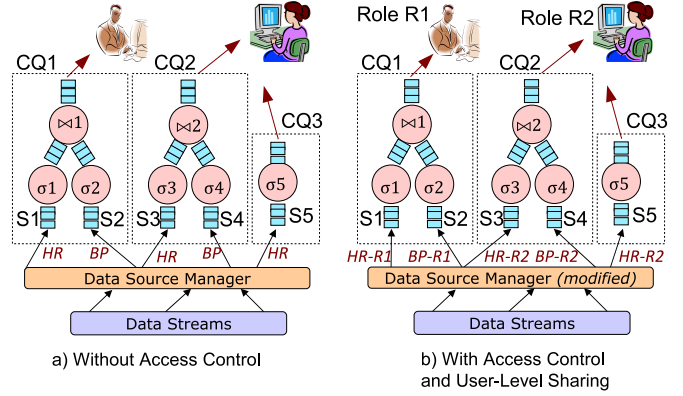 CQ1
CQ2
CQ3
⋈1
⋈2
σ1
σ2
σ3
σ4
σ5
S1
S2
S3
S4
S5
HR
BP
HR
BP
HR
Data Source Manager
Data Streams
a) Without Access Control
Role R1
Role R2
CQ1
CQ2
CQ3
⋈1
⋈2
σ1
σ2
σ3
σ4
σ5
S1
S2
S3
S4
S5
HR-R1
BP-R1
HR-R2
BP-R2
HR-R2
Data Source Manager (modified)
Data Streams
b) With Access Control
and User-Level Sharing